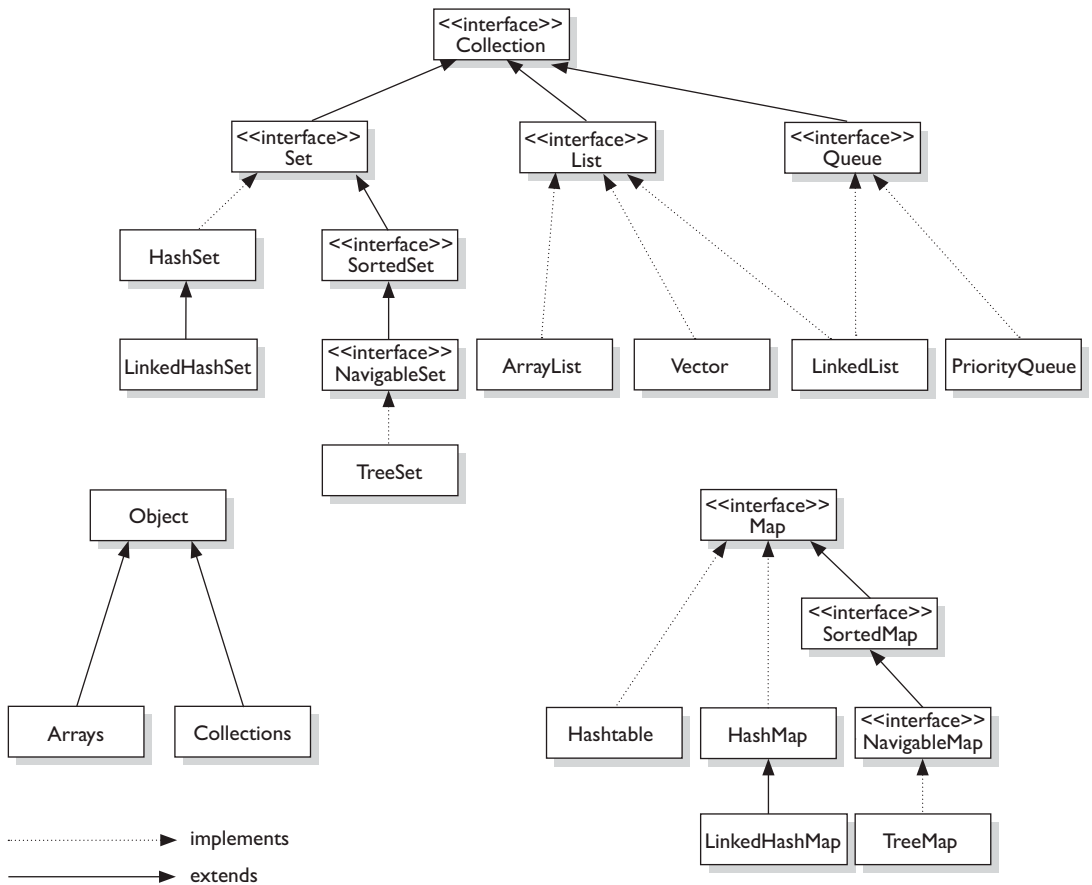 <<interface>>
Collection
<<interface>>
Set
<<interface>>
List
<<interface>>
Queue
HashSet
<<interface>>
SortedSet
LinkedHashSet
<<interface>>
NavigableSet
ArrayList
Vector
LinkedList
PriorityQueue
TreeSet
Object
<<interface>>
Map
<<interface>>
SortedMap
Arrays
Collections
Hashtable
HashMap
<<interface>>
NavigableMap
LinkedHashMap
TreeMap
implements
extends